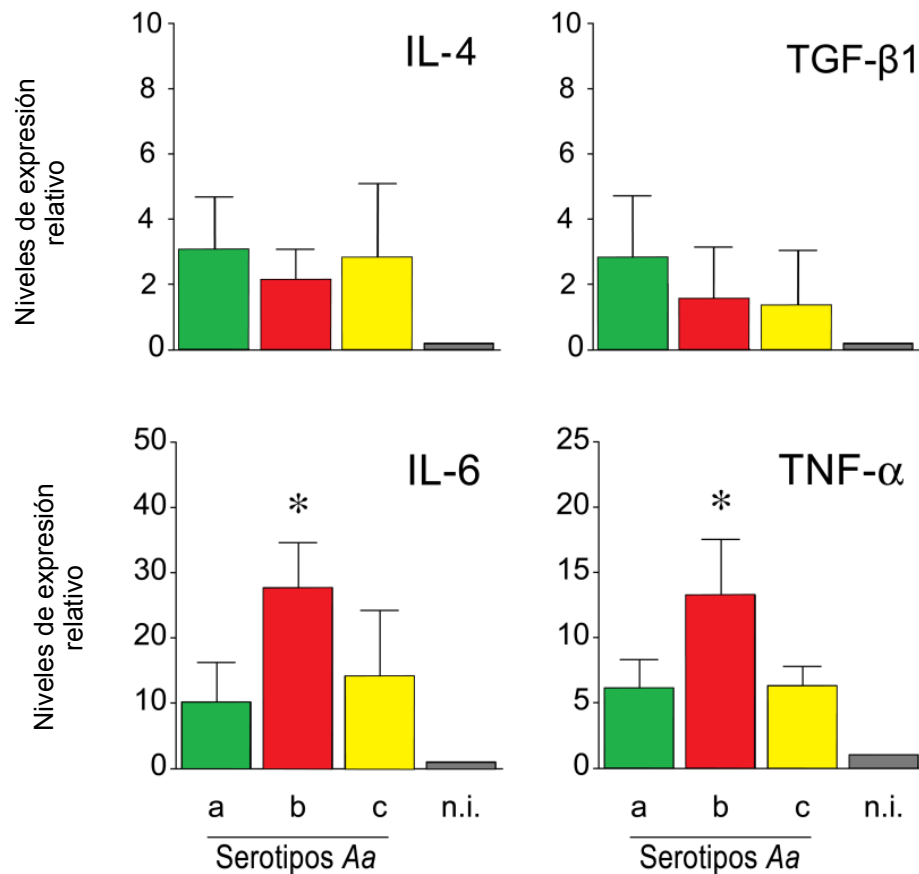 10
8
6
4
2
0
IL-4
Niveles de expresión
relativo
10
8
6
4
2
0
TGF-β1
50
40
30
20
10
0
IL-6
*
Niveles de expresión
relativo
a b c n.i.
Serotipos Aa
25
20
15
10
5
0
TNF-α
*
a b c n.i.
Serotipos Aa